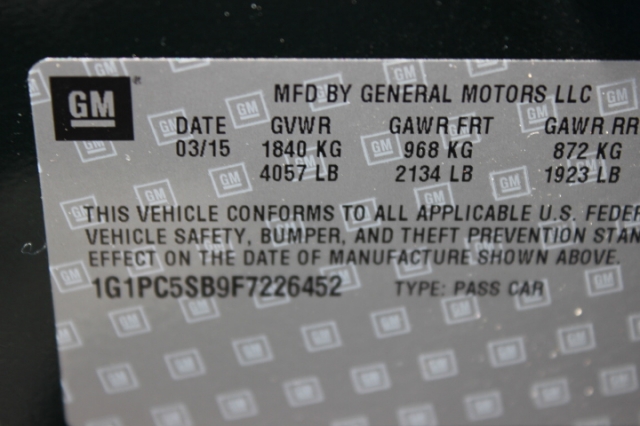 GM
MFD BY GENERAL MOTORS LLC
DATE GVWR GAWR FRT GAWR RR
03/15 1840 KG 968 KG 872 KG
4057 LB 2134 LB 1923 LB
THIS VEHICLE CONFORMS TO ALL APPLICABLE U.S. FEDER
VEHICLE SAFETY, BUMPER, AND THEFT PREVENTION STAN
EFFECT ON THE DATE OF MANUFACTURE SHOWN ABOVE.
1G1PC5SB9F7226452 TYPE: PASS CAR